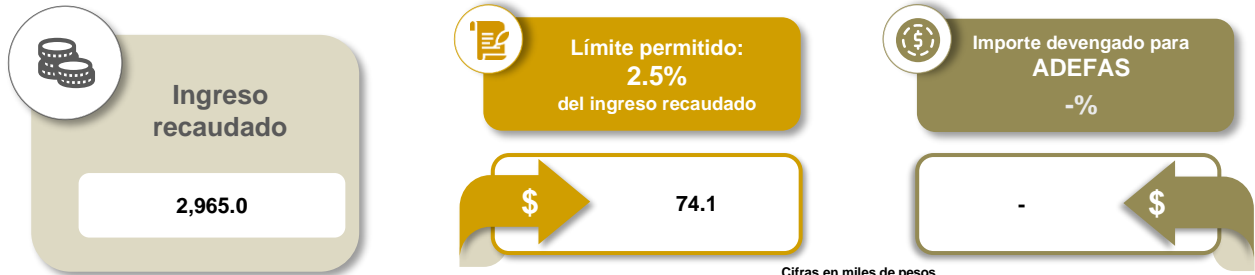 Ingreso
recaudado
2,965.0
Límite permitido:
2.5%
del ingreso recaudado
$ 74.1
Importe devengado para
ADEFAS
-%
- $
Cifras en miles de pesos